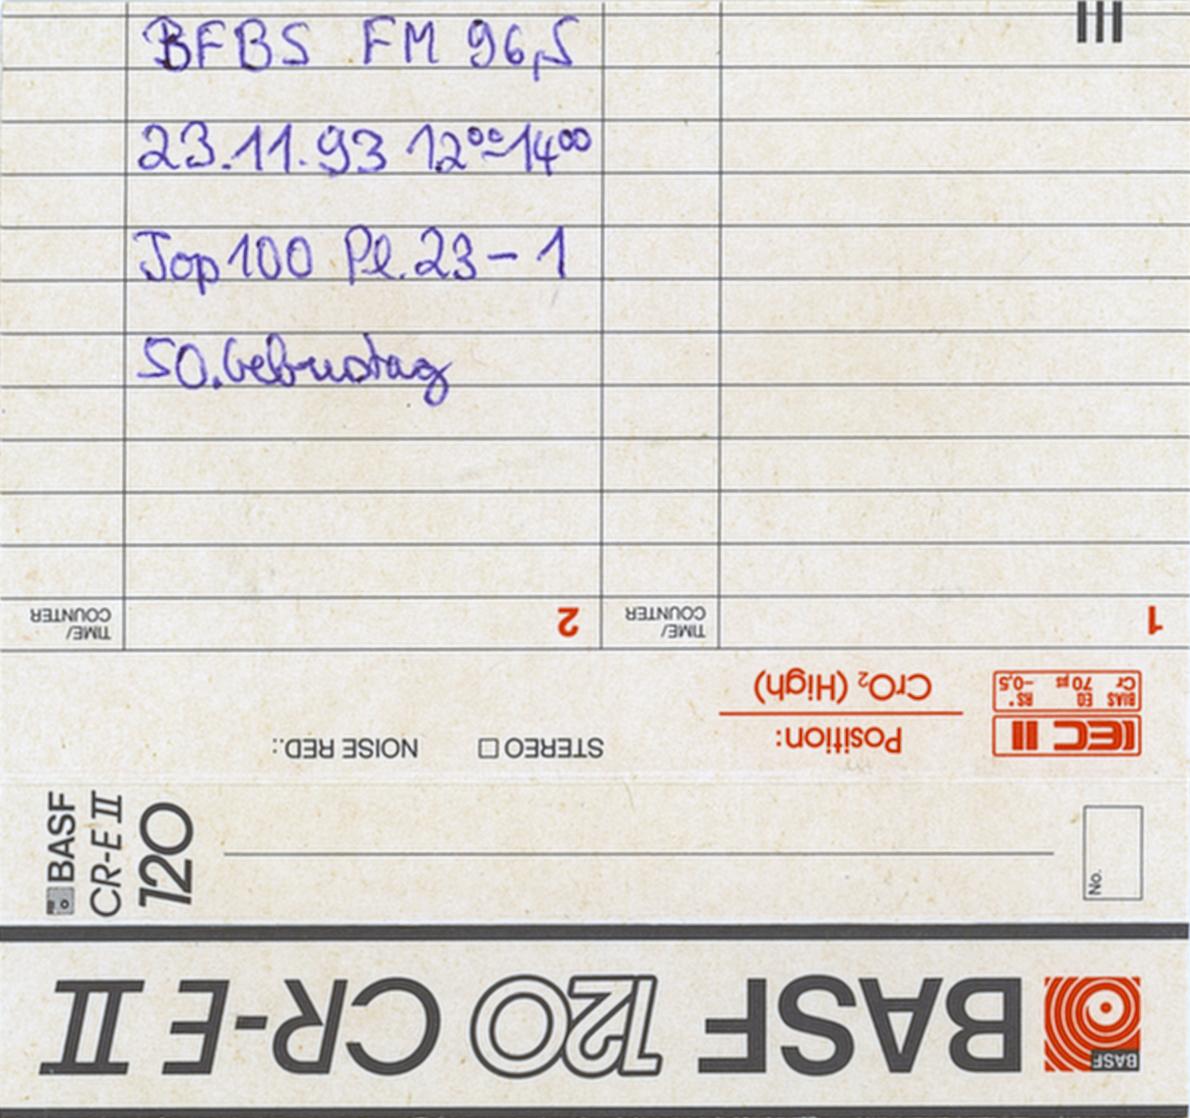 BFBS FM 96,5
23.11.93 12⁰⁰-14⁰⁰
Top 100 Pl. 23 - 1
50. Geburstag
TIME/
COUNTER
2
TIME/
COUNTER
1
IEC II
BIAS EQ RS*
Cr 70 µs -0,5
Position:
CrO₂ (High)
STEREO □ NOISE RED.:
BASF
CR-E II
120
No.
BASF
BASF 120 CR-E II